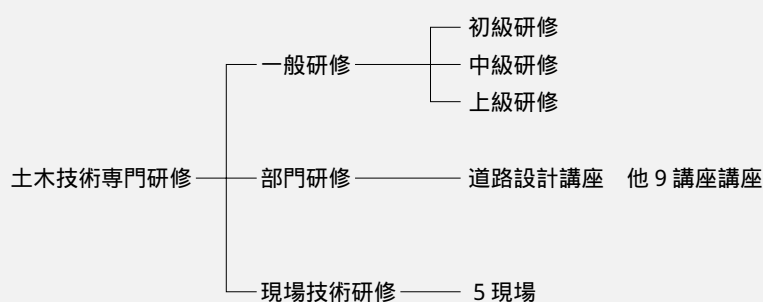 初級研修
一般研修 中級研修
上級研修
土木技術専門研修 部門研修 道路設計講座 他9講座講座
現場技術研修 5現場